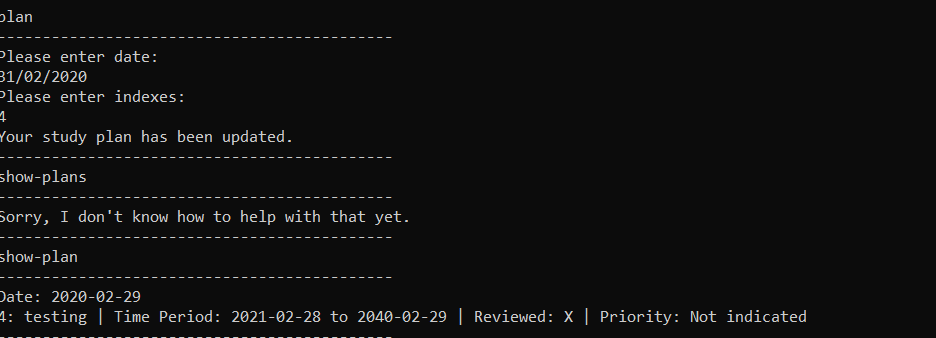 plan
--------------------------------------------
Please enter date:
31/02/2020
Please enter indexes:
4
Your study plan has been updated.
--------------------------------------------
show-plans
--------------------------------------------
Sorry, I don't know how to help with that yet.
--------------------------------------------
show-plan
--------------------------------------------
Date: 2020-02-29
4: testing | Time Period: 2021-02-28 to 2040-02-29 | Reviewed: X | Priority: Not indicated
--------------------------------------------